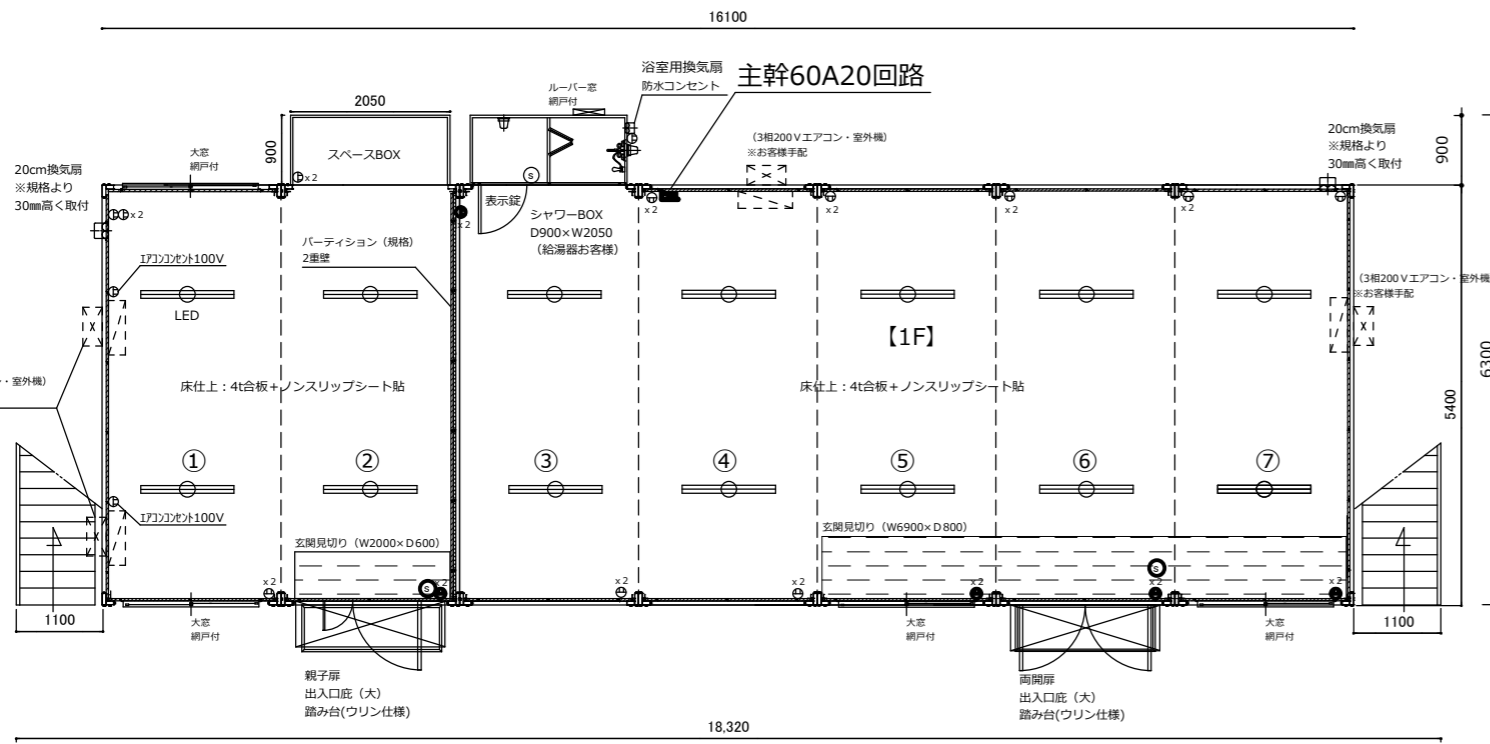 16100
浴室用換気扇
防水コンセント
主幹60A20回路
ルーバー窓
網戸付
2050
900
スペースBOX
x2
20cm換気扇
※規格より
30㎜高く取付
大窓
網戸付
(3相200Vエアコン・室外機)
※お客様手配
20cm換気扇
※規格より
30㎜高く取付
900
S
表示錠
シャワーBOX
D900×W2050
(給湯器お客様)
x2
x2
x2
x2
x2
x2
x2
パーティション(規格)
2重壁
ｴｱｺﾝｺﾝｾﾝﾄ100V
LED
(3相200Vエアコン・室外機
※お客様手配
【1F】
6300
・室外機)
床仕上:4t合板+ノンスリップシート貼
床仕上:4t合板+ノンスリップシート貼
5400
①
②
③
④
⑤
⑥
⑦
ｴｱｺﾝｺﾝｾﾝﾄ100V
玄関見切り(W2000×D600)
玄関見切り(W6900×D800)
S
S
x2
x2
x2
x2
x2
x2
x2
1100
大窓
網戸付
大窓
網戸付
大窓
網戸付
1100
親子扉
出入口庇(大)
踏み台(ウリン仕様)
両開扉
出入口庇(大)
踏み台(ウリン仕様)
18,320